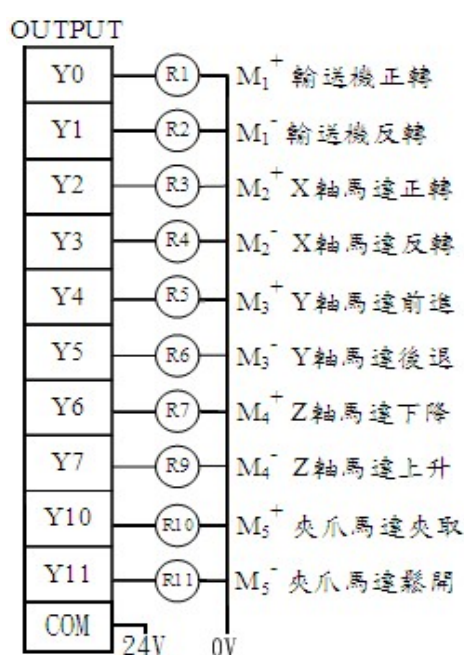 OUTPUT
Y0 R1 M₁⁺ 輸送機正轉
Y1 R2 M₁⁻ 輸送機反轉
Y2 R3 M₂⁺ X軸馬達正轉
Y3 R4 M₂⁻ X軸馬達反轉
Y4 R5 M₃⁺ Y軸馬達前進
Y5 R6 M₃⁻ Y軸馬達後退
Y6 R7 M₄⁺ Z軸馬達下降
Y7 R9 M₄⁻ Z軸馬達上升
Y10 R10 M₅⁺ 夾爪馬達夾取
Y11 R11 M₅⁻ 夾爪馬達鬆開
COM 24V 0V